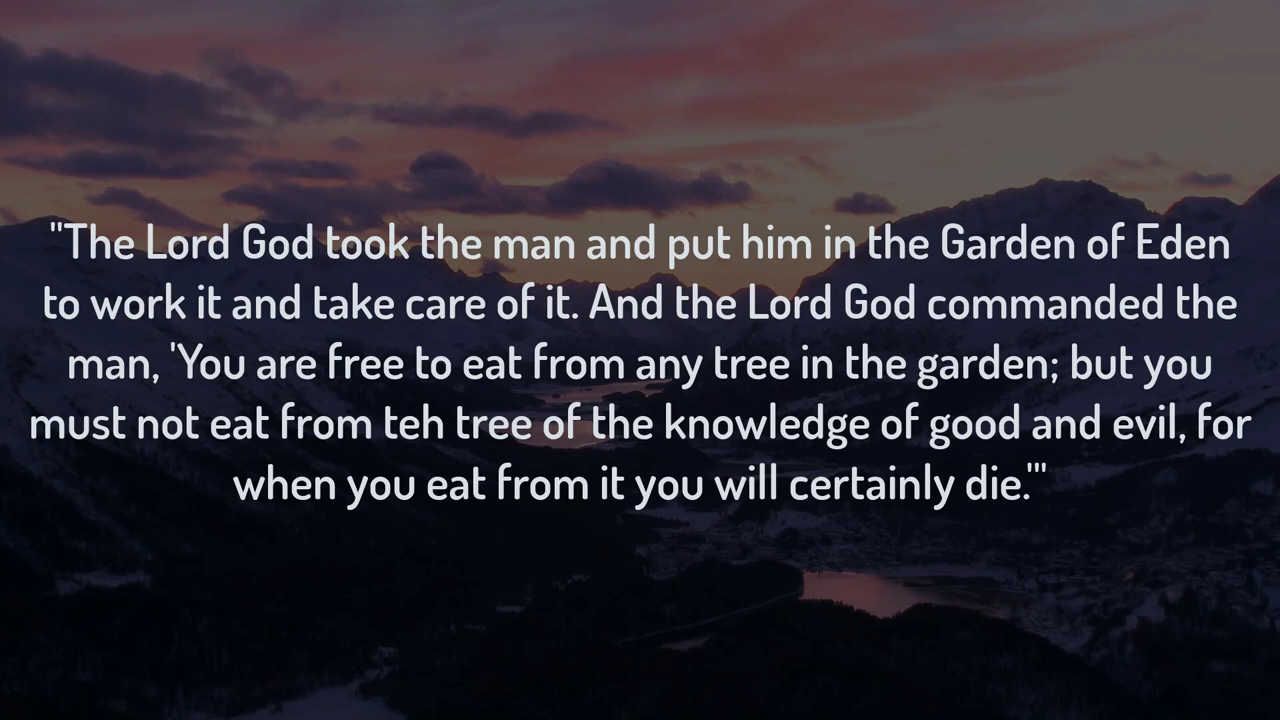 "The Lord God took the man and put him in the Garden of Eden
to work it and take care of it. And the Lord God commanded the
man, 'You are free to eat from any tree in the garden; but you
must not eat from teh tree of the knowledge of good and evil, for
when you eat from it you will certainly die.'"